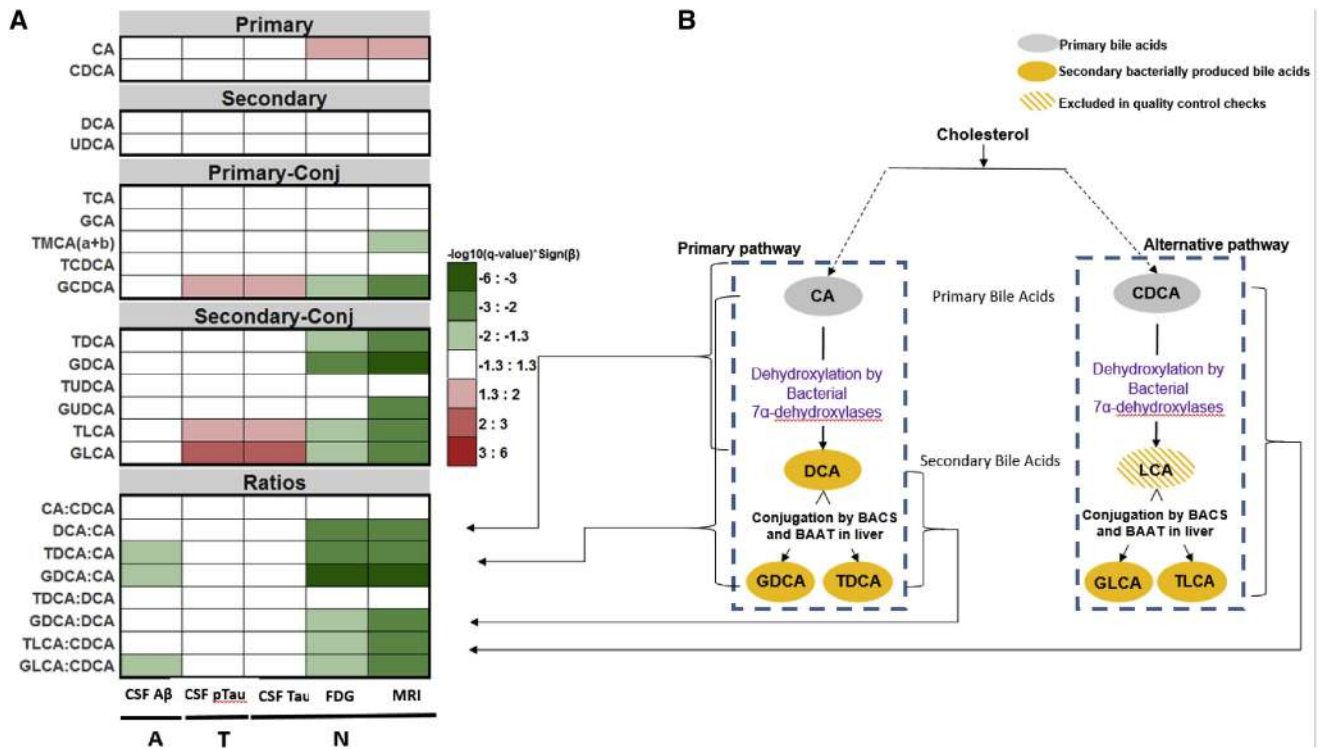 A
Primary
CA
CDCA
Secondary
DCA
UDCA
Primary-Conj
TCA
GCA
TMCA(a+b)
TCDCA
GCDCA
Secondary-Conj
TDCA
GDCA
TUDCA
GUDCA
TLCA
GLCA
Ratios
CA:CDCA
DCA:CA
TDCA:CA
GDCA:CA
TDCA:DCA
GDCA:DCA
TLCA:CDCA
GLCA:CDCA
CSF Aβ CSF pTau CSF Tau FDG MRI
A T N
-log10(q-value)*Sign(β)
-6 : -3
-3 : -2
-2 : -1.3
-1.3 : 1.3
1.3 : 2
2 : 3
3 : 6
B
Primary bile acids
Secondary bacterially produced bile acids
Excluded in quality control checks
Cholesterol
Primary pathway
Alternative pathway
CA
Primary Bile Acids
CDCA
Dehydroxylation by
Bacterial
7α-dehydroxylases
Dehydroxylation by
Bacterial
7α-dehydroxylases
Secondary Bile Acids
DCA
LCA
Conjugation by BACS
and BAAT in liver
Conjugation by BACS
and BAAT in liver
GDCA
TDCA
GLCA
TLCA